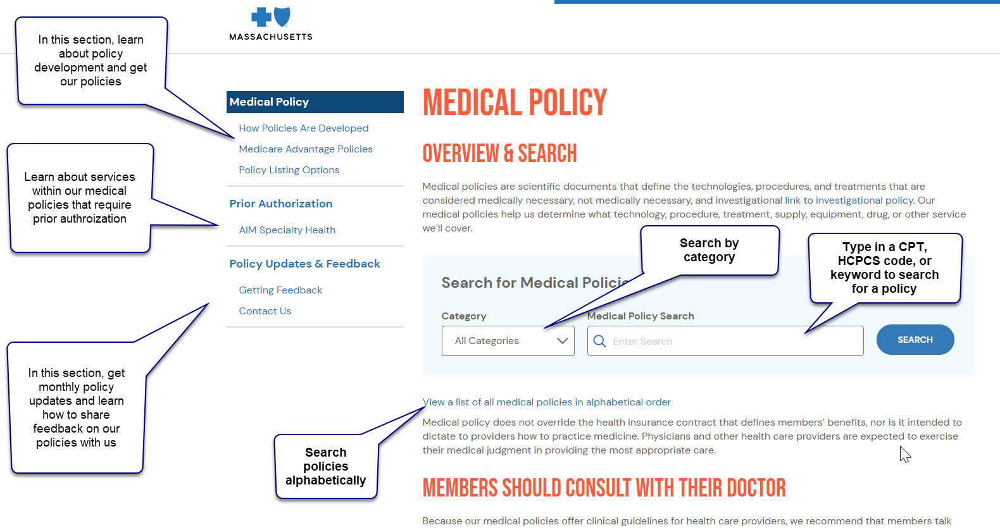 MASSACHUSETTS
In this section, learn
about policy
development and get
our policies
Learn about services
within our medical
policies that require
prior authroization
In this section, get
monthly policy
updates and learn
how to share
feedback on our
policies with us
Medical Policy
How Policies Are Developed
Medicare Advantage Policies
Policy Listing Options
Prior Authorization
AIM Specialty Health
Policy Updates & Feedback
Getting Feedback
Contact Us
MEDICAL POLICY
OVERVIEW & SEARCH
Medical policies are scientific documents that define the technologies, procedures, and treatments that are
considered medically necessary, not medically necessary, and investigational link to investigational policy. Our
medical policies help us determine what technology, procedure, treatment, supply, equipment, drug, or other service
we’ll cover.
Search by
category
Type in a CPT,
HCPCS code, or
keyword to search
for a policy
Search for Medical Policie
Category
Medical Policy Search
All Categories
Enter Search
SEARCH
View a list of all medical policies in alphabetical order
Search
policies
alphabetically
Medical policy does not override the health insurance contract that defines members’ benefits, nor is it intended to
dictate to providers how to practice medicine. Physicians and other health care providers are expected to exercise
their medical judgment in providing the most appropriate care.
MEMBERS SHOULD CONSULT WITH THEIR DOCTOR
Because our medical policies offer clinical guidelines for health care providers, we recommend that members talk